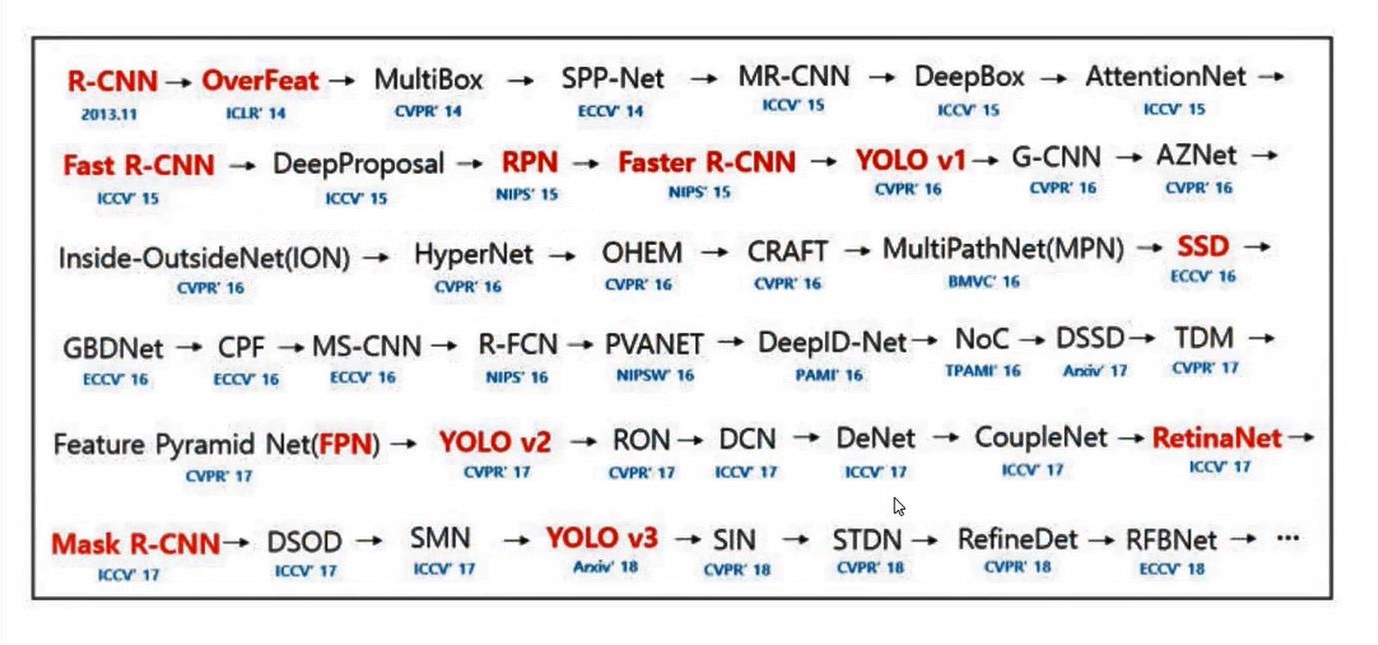 R-CNN → OverFeat → MultiBox → SPP-Net → MR-CNN → DeepBox → AttentionNet →
2013.11 ICLR' 14 CVPR' 14 ECCV' 14 ICCV' 15 ICCV' 15 ICCV' 15
Fast R-CNN → DeepProposal → RPN → Faster R-CNN → YOLO v1 → G-CNN → AZNet →
ICCV' 15 ICCV' 15 NIPS' 15 NIPS' 15 CVPR' 16 CVPR' 16 CVPR' 16
Inside-OutsideNet(ION) → HyperNet → OHEM → CRAFT → MultiPathNet(MPN) → SSD →
CVPR' 16 CVPR' 16 CVPR' 16 CVPR' 16 BMVC' 16 ECCV' 16
GBDNet → CPF → MS-CNN → R-FCN → PVANET → DeepID-Net → NoC → DSSD → TDM →
ECCV' 16 ECCV' 16 ECCV' 16 NIPS' 16 NIPSW' 16 PAMI' 16 TPAMI' 16 Arxiv' 17 CVPR' 17
Feature Pyramid Net(FPN) → YOLO v2 → RON → DCN → DeNet → CoupleNet → RetinaNet →
CVPR' 17 CVPR' 17 CVPR' 17 ICCV' 17 ICCV' 17 ICCV' 17 ICCV' 17
Mask R-CNN → DSOD → SMN → YOLO v3 → SIN → STDN → RefineDet → RFBNet → ···
ICCV' 17 ICCV' 17 ICCV' 17 Arxiv' 18 CVPR' 18 CVPR' 18 CVPR' 18 ECCV' 18